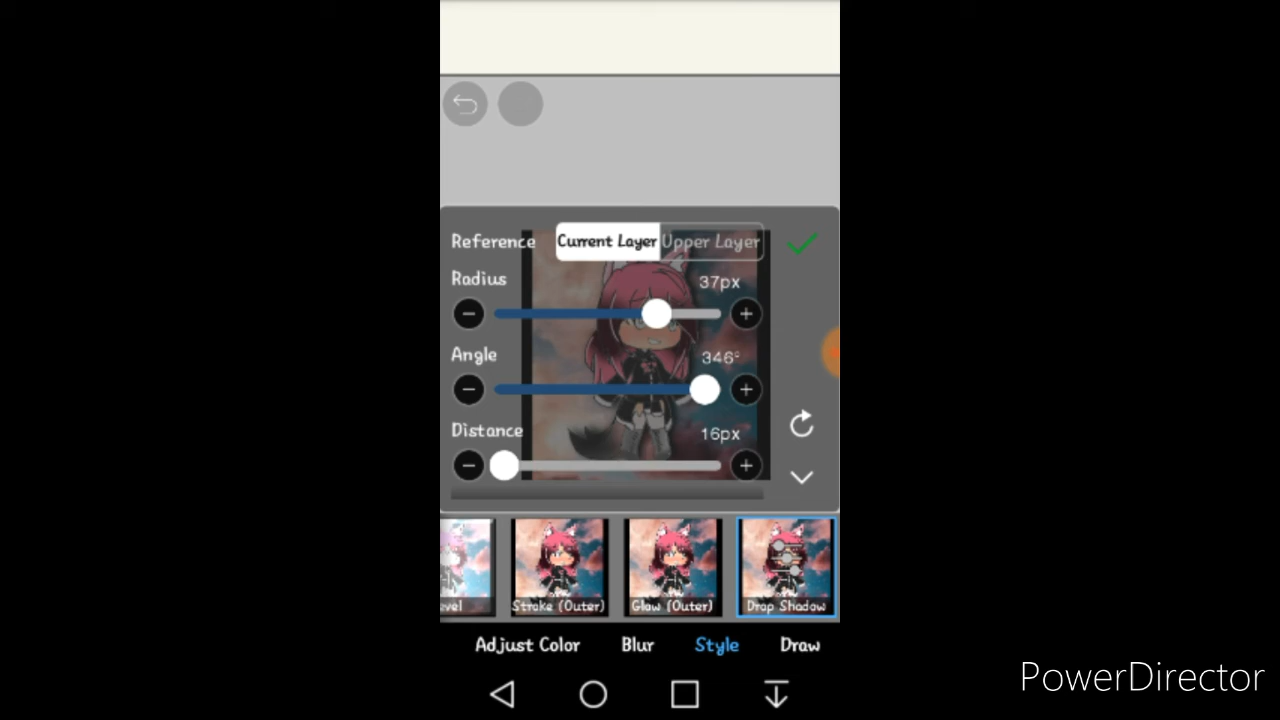 Reference Current Layer Upper Layer
Radius 37px
Angle 346°
Distance 16px
evel Stroke (Outer) Glow (Outer) Drop Shadow
Adjust Color Blur Style Draw
PowerDirector